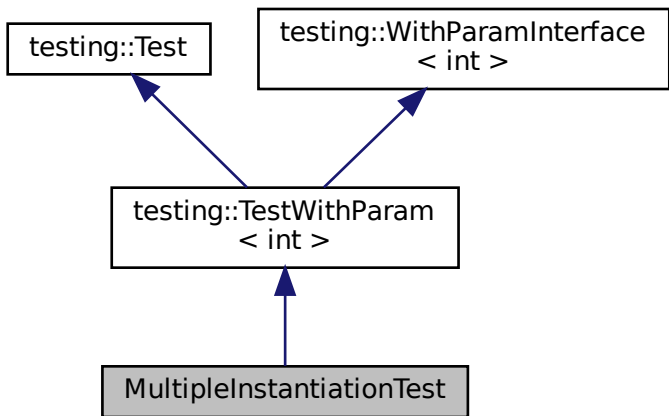 testing::Test
testing::WithParamInterface
< int >
testing::TestWithParam
< int >
MultipleInstantiationTest